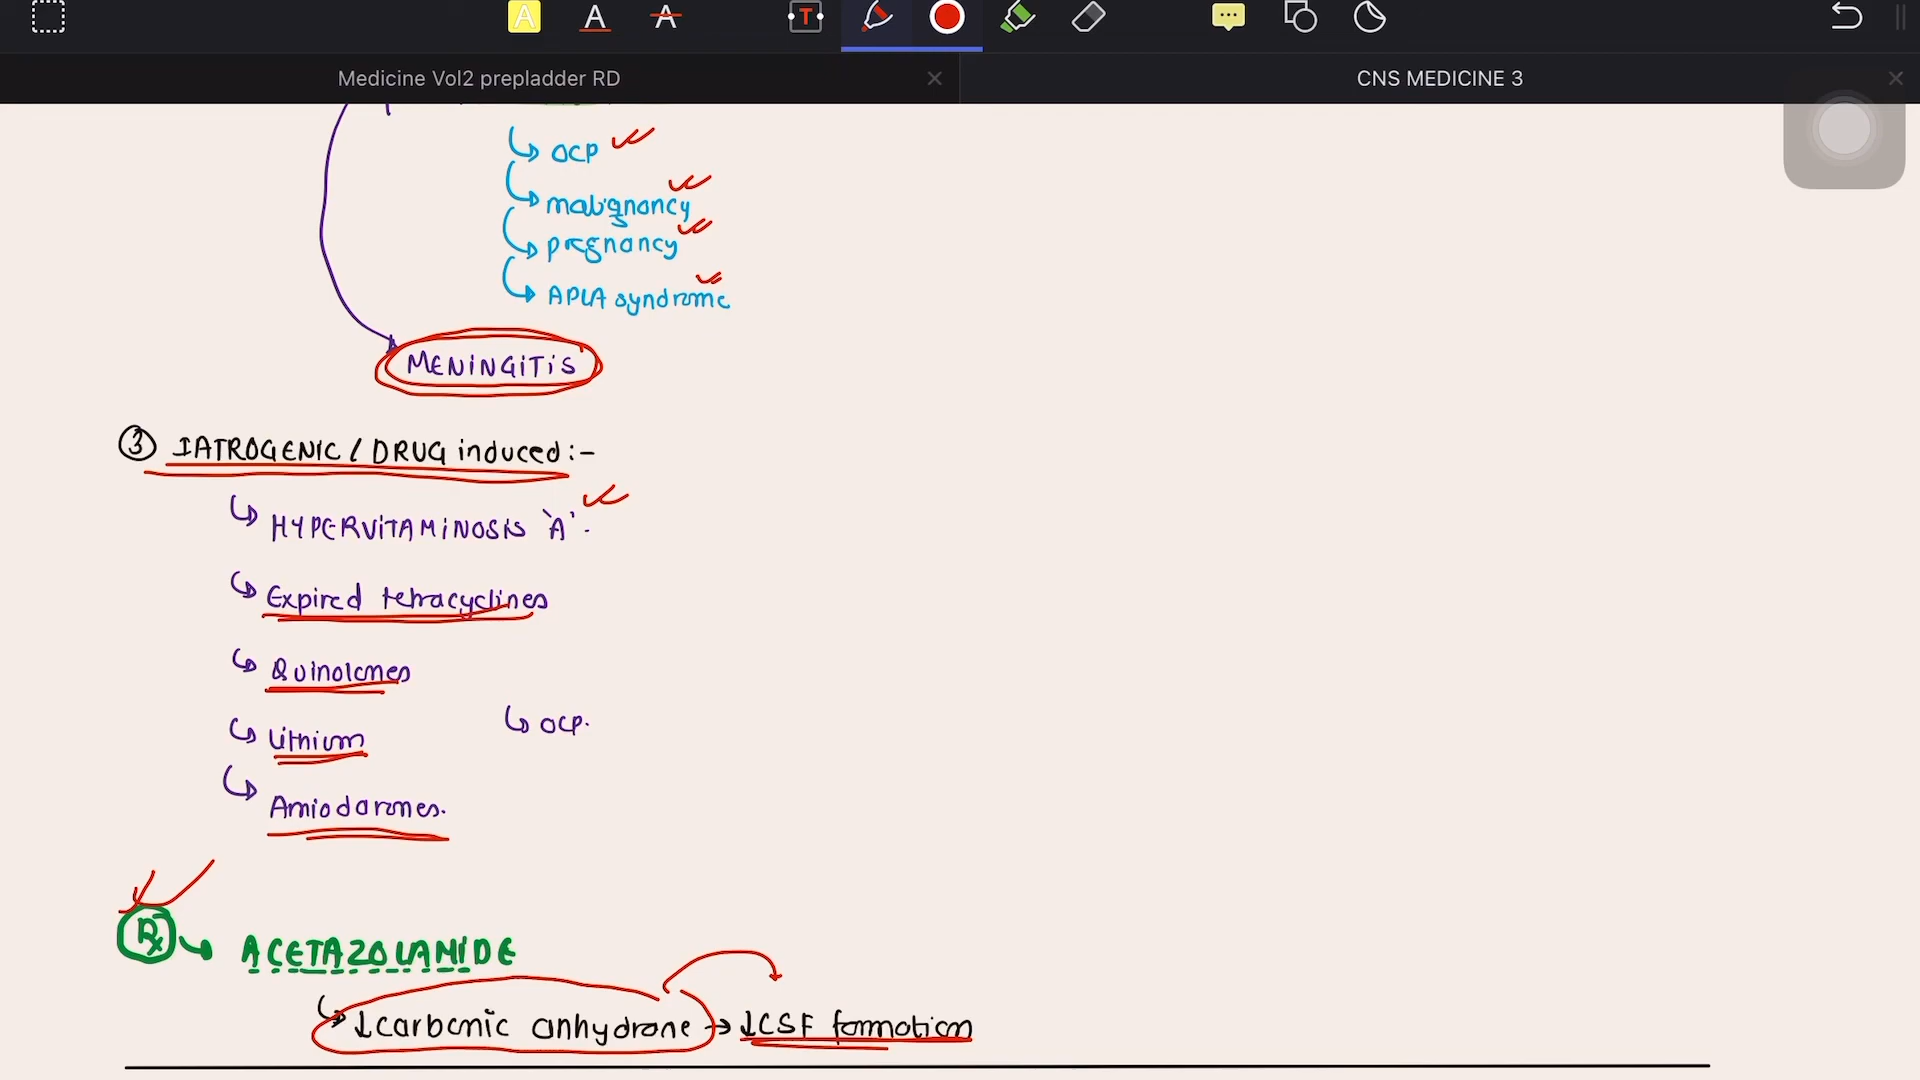 Medicine Vol2 prepladder RD
CNS MEDICINE 3
OCP
malignancy
pregnancy
APLA syndrome
MENINGITIS
③ IATROGENIC / DRUG induced :-
HYPERVITAMINOSIS 'A'.
Expired tetracyclines
Quinolones
Lithium
OCP.
Amiodarones.
Rx ACETAZOLAMIDE
↓carbonic anhydrone → ↓CSF formation